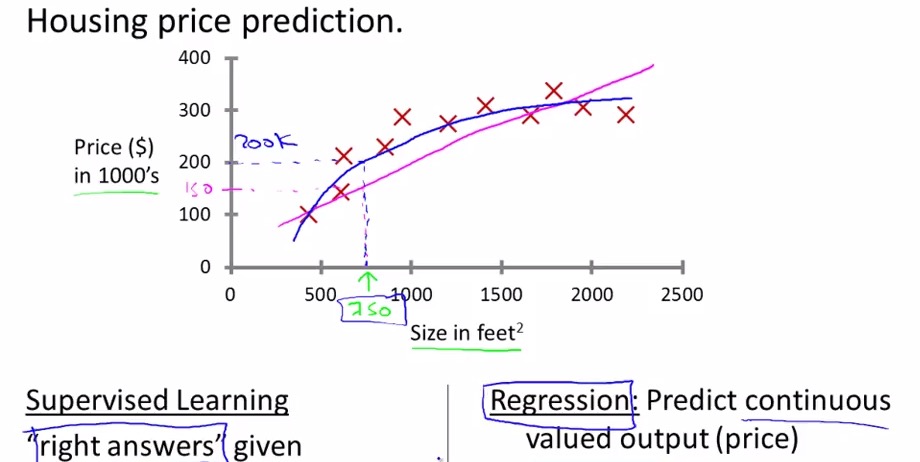 Housing price prediction.
400
300
Price ($)
in 1000's
200K
200
150
100
0
0 500 1000 1500 2000 2500
750
Size in feet²
Supervised Learning
"right answers" given
Regression: Predict continuous
valued output (price)